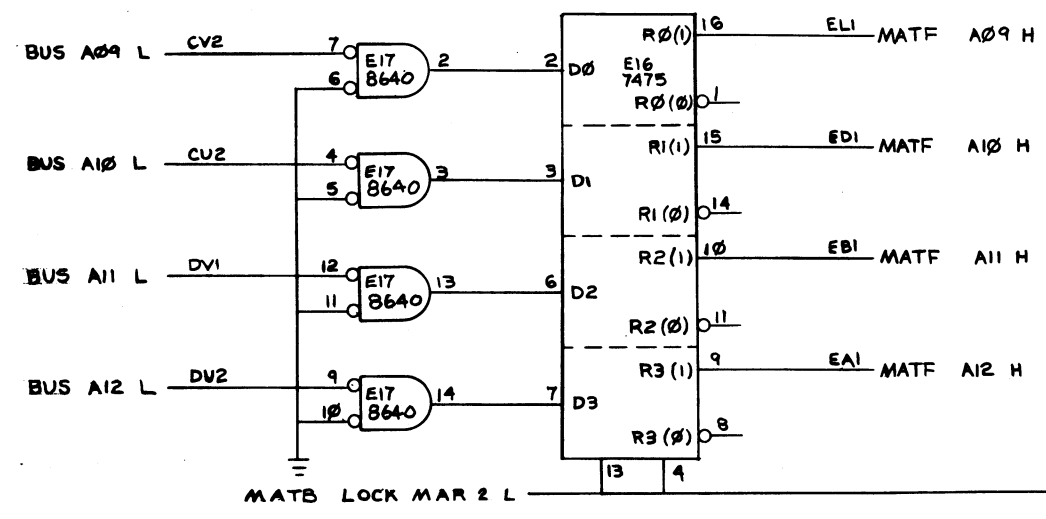 BUS A09 L CV2 7 6 E17 8640 2 2 DØ
E16 7475
RØ(1) 16 EL1 MATF AØ9 H
RØ(Ø) 1
BUS A1Ø L CU2 4 5 E17 8640 3 3 D1
R1(1) 15 ED1 MATF A1Ø H
R1(Ø) 14
BUS A11 L DV1 12 11 E17 8640 13 6 D2
R2(1) 1Ø EB1 MATF A11 H
R2(Ø) 11
BUS A12 L DU2 9 1Ø E17 8640 14 7 D3
R3(1) 9 EA1 MATF A12 H
R3(Ø) 8
13 4
MATB LOCK MAR 2 L